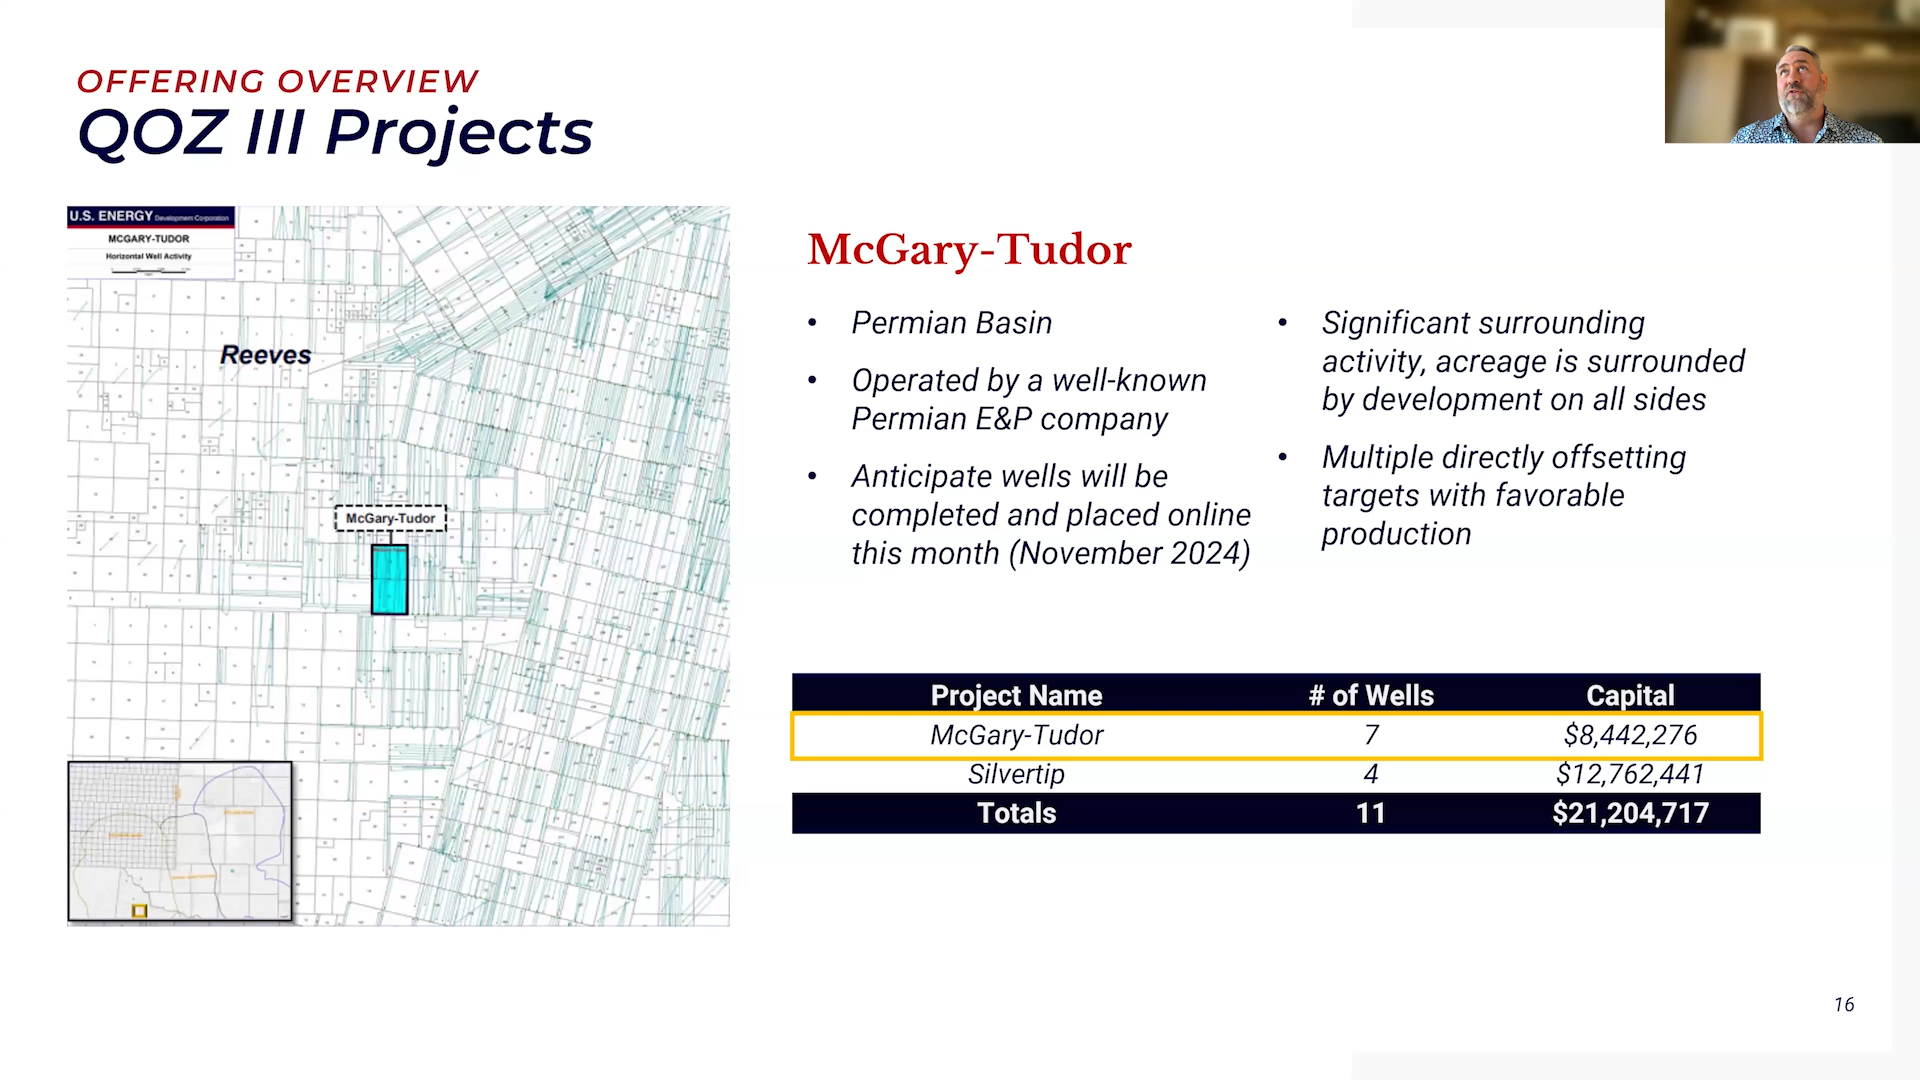 OFFERING OVERVIEW
QOZ III Projects
U.S. ENERGY Development Corporation
MCGARY-TUDOR
Horizontal Well Activity
Reeves
McGary-Tudor
McGary-Tudor
• Permian Basin
• Operated by a well-known
Permian E&P company
• Anticipate wells will be
completed and placed online
this month (November 2024)
• Significant surrounding
activity, acreage is surrounded
by development on all sides
• Multiple directly offsetting
targets with favorable
production
Project Name # of Wells Capital
McGary-Tudor 7 $8,442,276
Silvertip 4 $12,762,441
Totals 11 $21,204,717
16